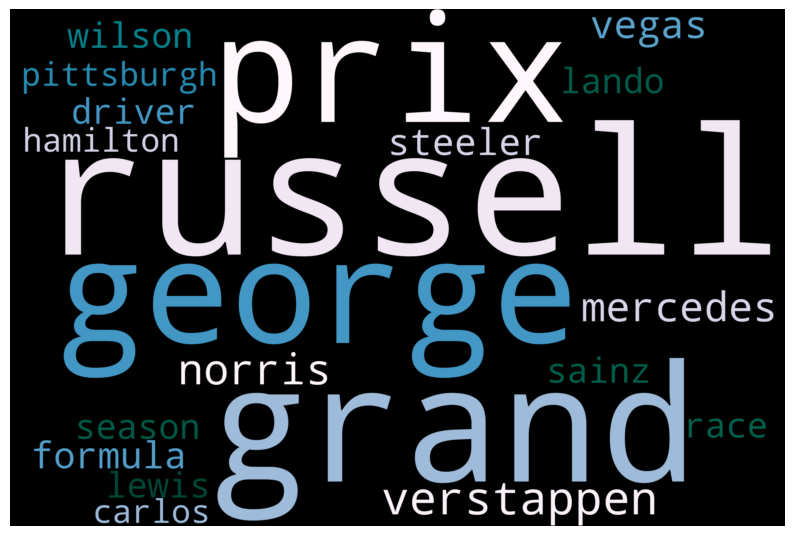 wilson
prix
vegas
pittsburgh
lando
driver
hamilton
steeler
russell
george
mercedes
norris
sainz
grand
season
race
formula
lewis
verstappen
carlos